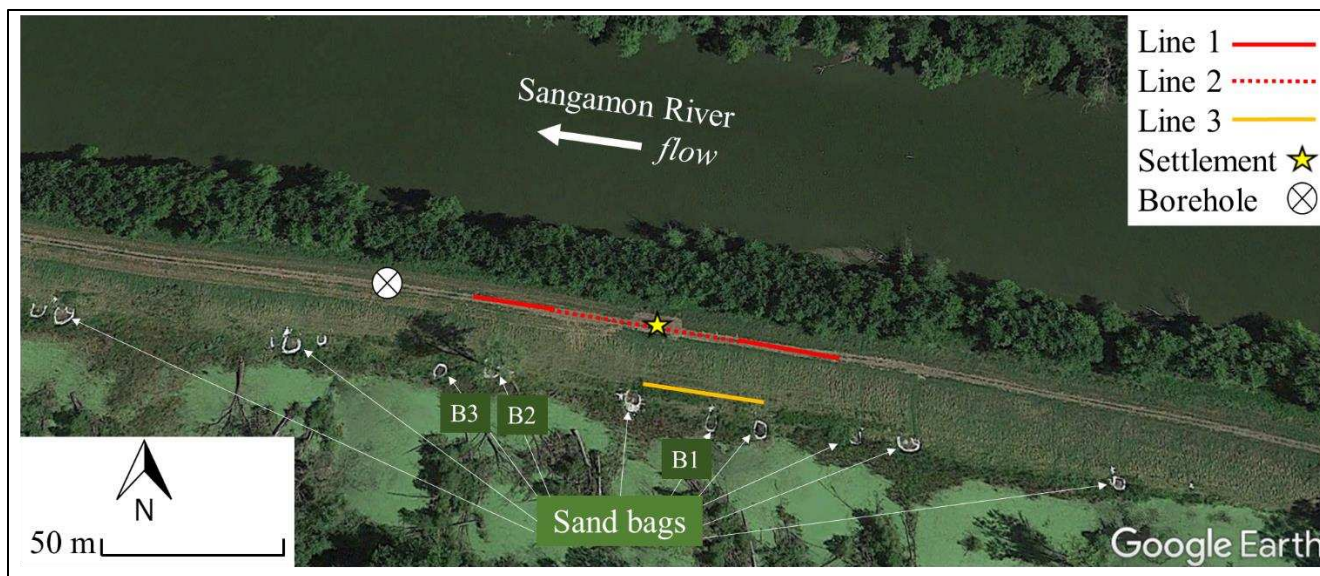 Line 1
Line 2
Line 3
Settlement
Borehole
Sangamon River
flow
B3
B2
B1
Sand bags
N
50 m
Google Earth